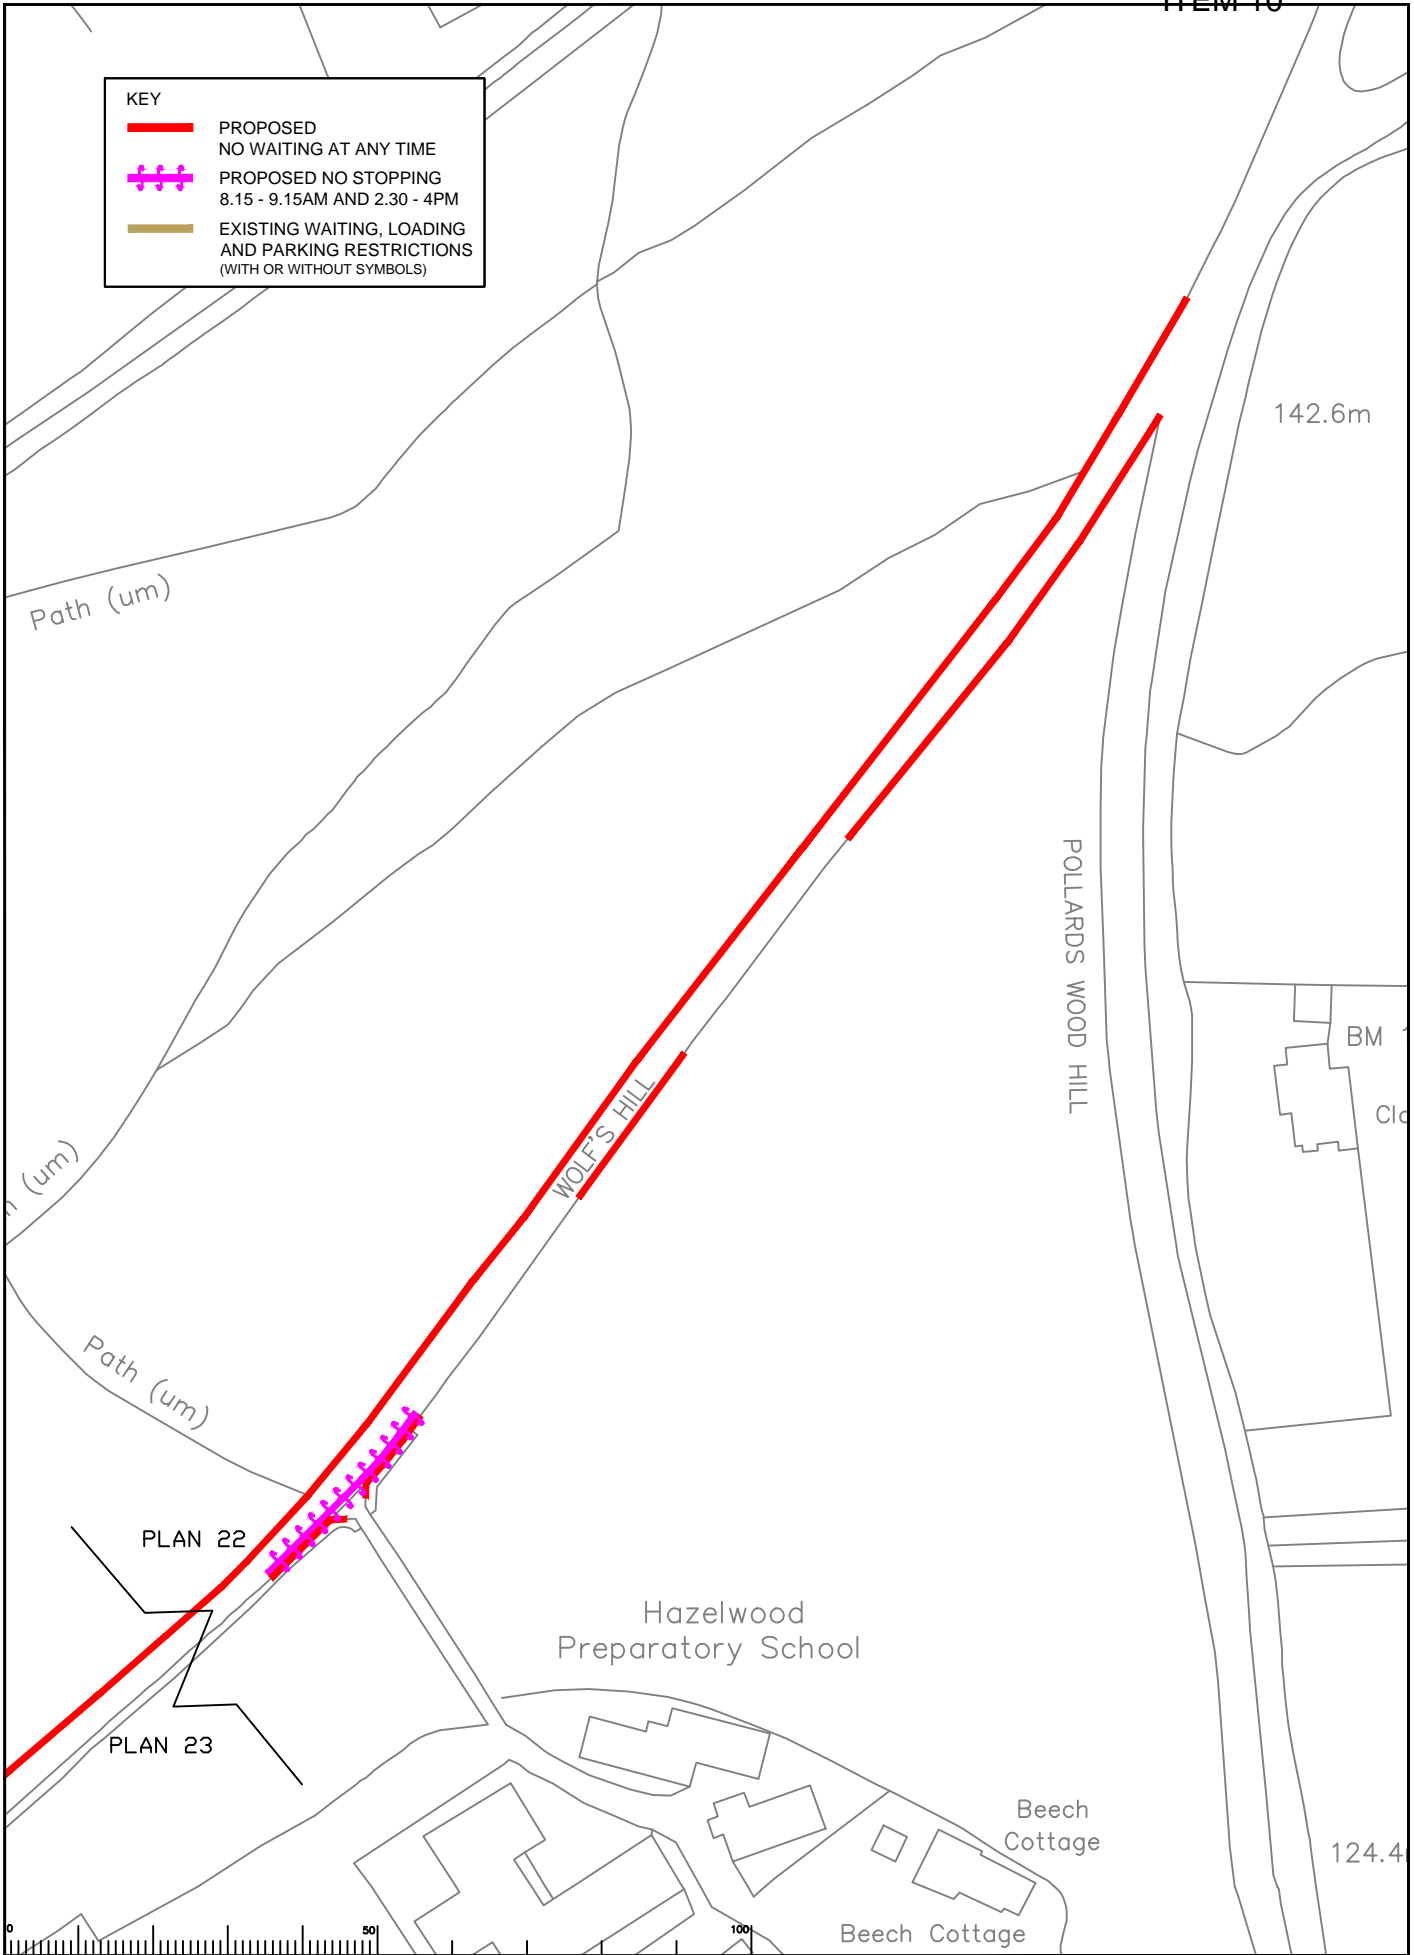 KEY
PROPOSED
NO WAITING AT ANY TIME
PROPOSED NO STOPPING
8.15 - 9.15AM AND 2.30 - 4PM
EXISTING WAITING, LOADING
AND PARKING RESTRICTIONS
(WITH OR WITHOUT SYMBOLS)
142.6m
Path (um)
POLLARDS WOOD HILL
BM
WOLF'S HILL
(um)
Path (um)
PLAN 22
PLAN 23
Hazelwood
Preparatory School
Beech
Cottage
124.4
Beech Cottage
0
50
100